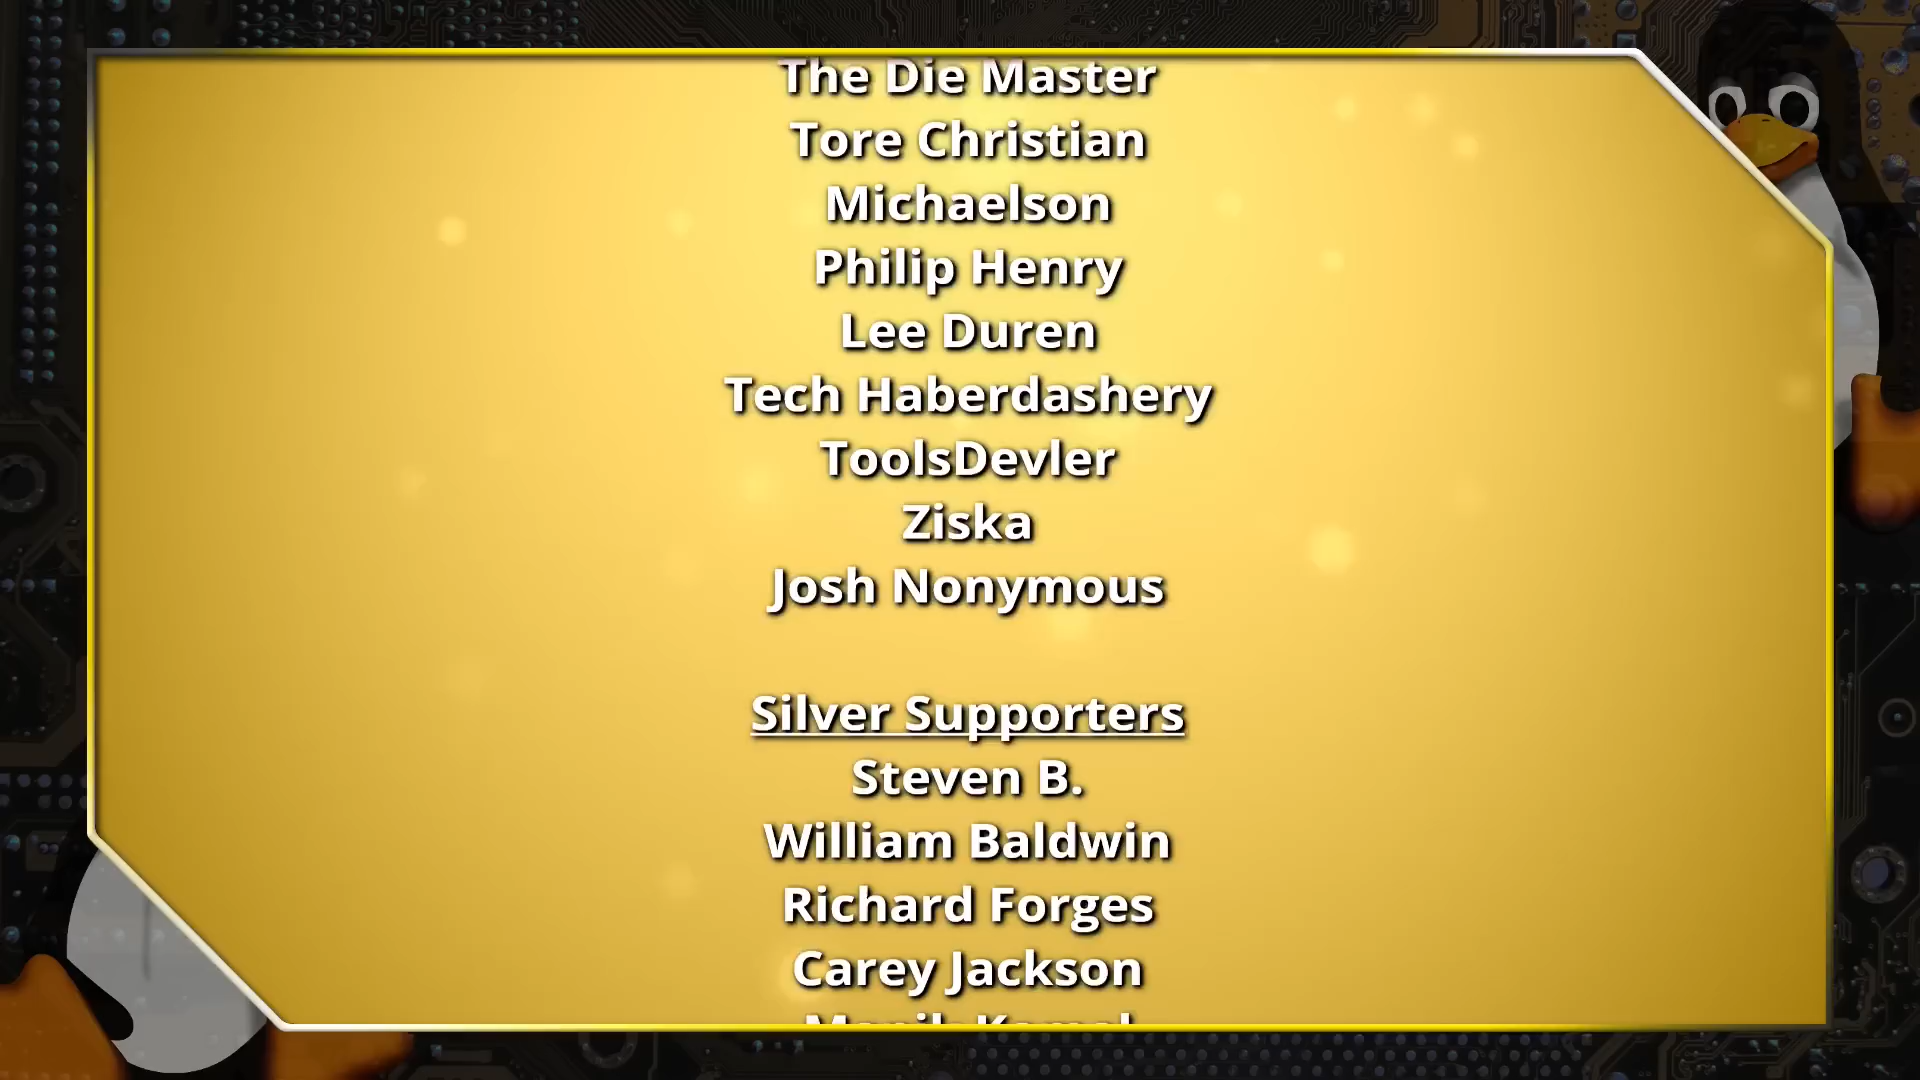 The Die Master
Tore Christian
Michaelson
Philip Henry
Lee Duren
Tech Haberdashery
ToolsDevler
Ziska
Josh Nonymous
Silver Supporters
Steven B.
William Baldwin
Richard Forges
Carey Jackson